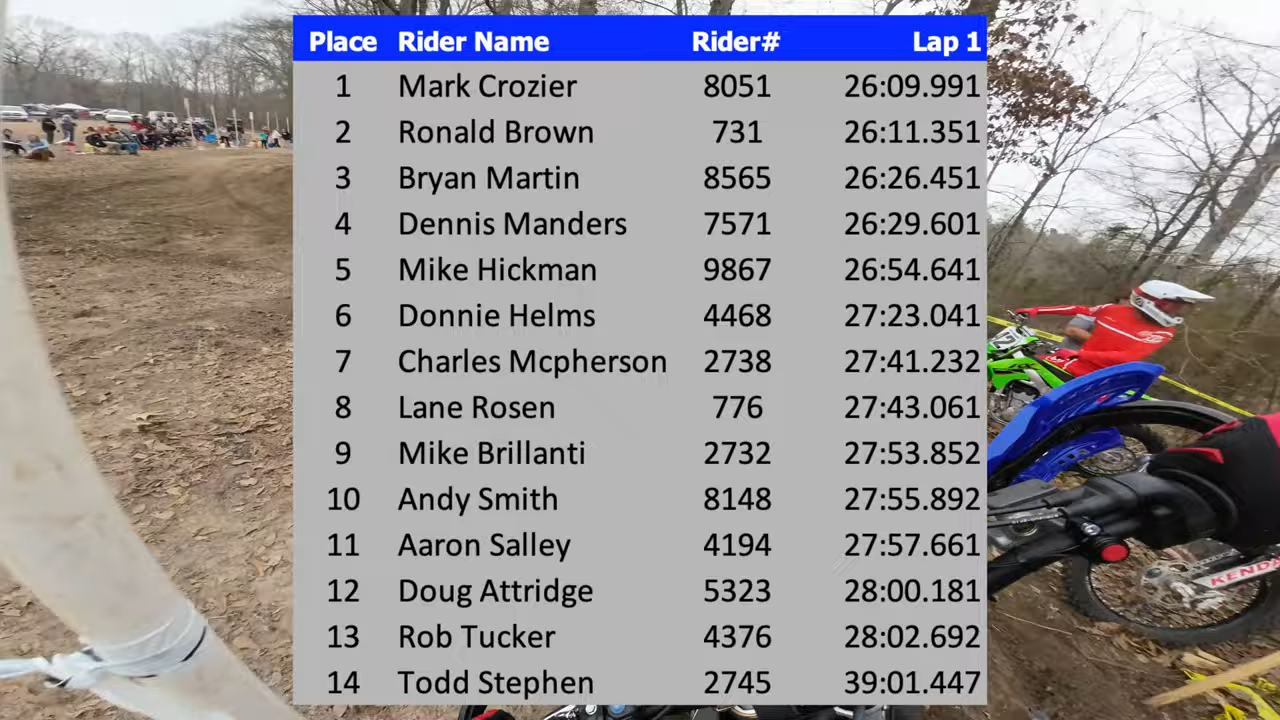 Place Rider Name Rider# Lap 1
1 Mark Crozier 8051 26:09.991
2 Ronald Brown 731 26:11.351
3 Bryan Martin 8565 26:26.451
4 Dennis Manders 7571 26:29.601
5 Mike Hickman 9867 26:54.641
6 Donnie Helms 4468 27:23.041
7 Charles Mcpherson 2738 27:41.232
8 Lane Rosen 776 27:43.061
9 Mike Brillanti 2732 27:53.852
10 Andy Smith 8148 27:55.892
11 Aaron Salley 4194 27:57.661
12 Doug Attridge 5323 28:00.181
13 Rob Tucker 4376 28:02.692
14 Todd Stephen 2745 39:01.447
KENDA